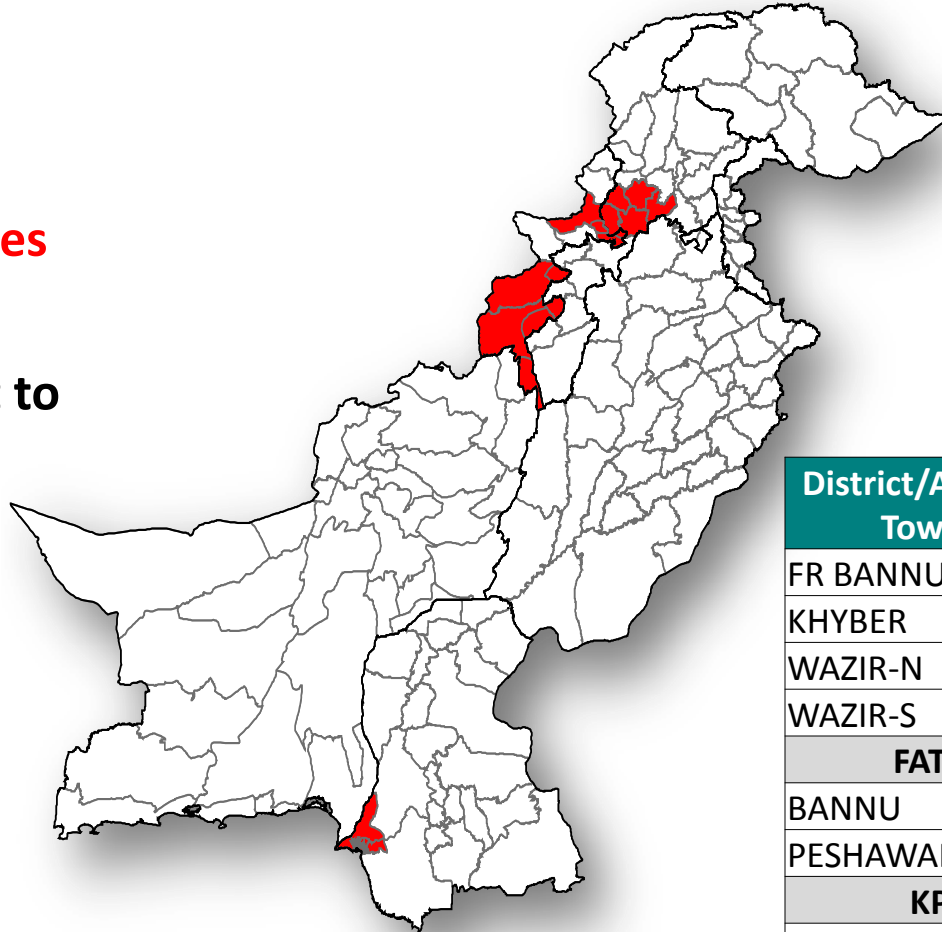 es
to
District/A
Tow
FR BANNU
KHYBER
WAZIR-N
WAZIR-S
FAT
BANNU
PESHAWA
KP